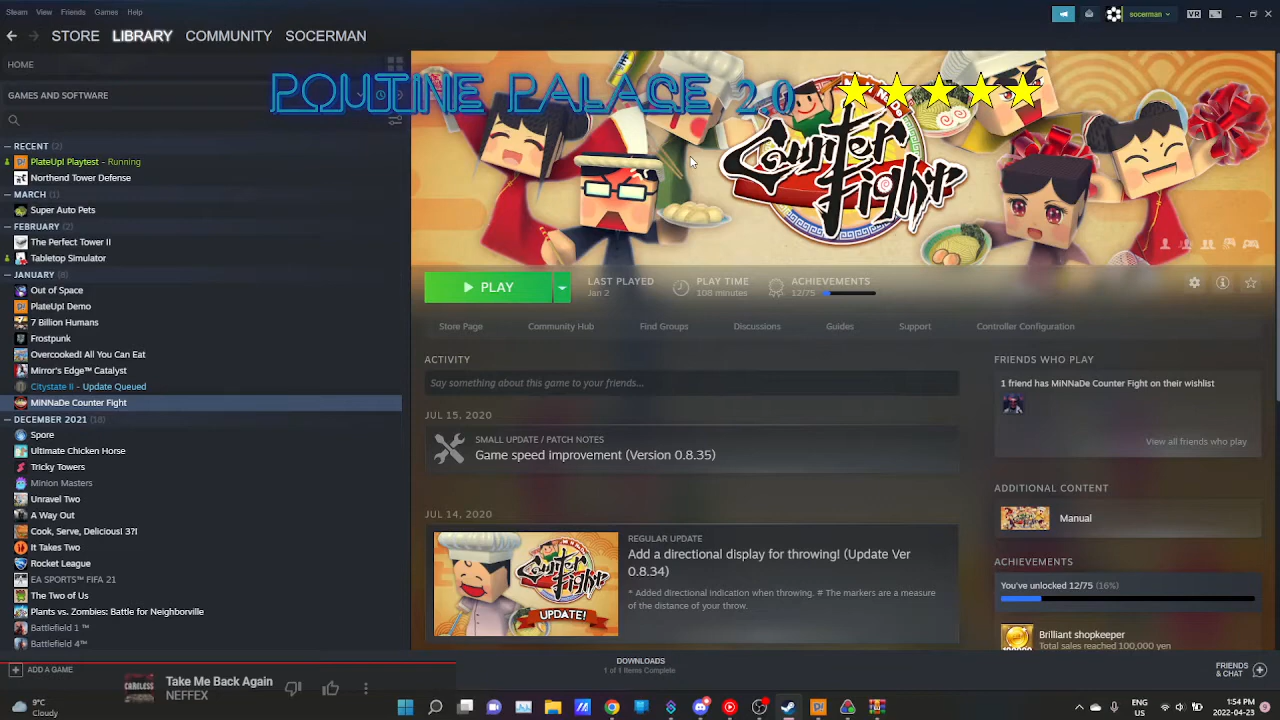 Steam View Friends Games Help
socerman VR
STORE LIBRARY COMMUNITY SOCERMAN
HOME
GAMES AND SOFTWARE
POUTINE PALACE 2.0
RECENT (2)
PlateUp Playtest - Running
Northend Tower Defense
MARCH (1)
Super Auto Pets
FEBRUARY (2)
The Perfect Tower II
Tabletop Simulator
JANUARY (8)
Out of Space
PlateUp Demo
7 Billion Humans
Frostpunk
Overcooked! All You Can Eat
Mirror's Edge™ Catalyst
Citystate II - Update Queued
MiNNaDe Counter Fight
DECEMBER 2021 (18)
Spore
Ultimate Chicken Horse
Tricky Towers
Minion Masters
Unravel Two
A Way Out
Cook, Serve, Delicious! 3?!
It Takes Two
Rocket League
EA SPORTS™ FIFA 21
The Two of Us
Plants vs. Zombies: Battle for Neighborville
Battlefield 1 ™
Battlefield 4™
Counter
Fight
PLAY
LAST PLAYED
Jan 2
PLAY TIME
108 minutes
ACHIEVEMENTS
12/75
Store Page Community Hub Find Groups Discussions Guides Support Controller Configuration
ACTIVITY
Say something about this game to your friends...
JUL 15, 2020
SMALL UPDATE / PATCH NOTES
Game speed improvement (Version 0.8.35)
JUL 14, 2020
Counter
Fight
UPDATE!
REGULAR UPDATE
Add a directional display for throwing! (Update Ver
0.8.34)
* Added directional indication when throwing. # The markers are a measure
of the distance of your throw.
FRIENDS WHO PLAY
1 friend has MiNNaDe Counter Fight on their wishlist
View all friends who play
ADDITIONAL CONTENT
Manual
ACHIEVEMENTS
You've unlocked 12/75 (16%)
Brilliant shopkeeper
Total sales reached 100,000 yen
ADD A GAME
CARELESS
Take Me Back Again
NEFFEX
DOWNLOADS
1 of 1 Items Complete
FRIENDS
& CHAT
9°C
Cloudy
ENG
US
1:54 PM
2022-04-23